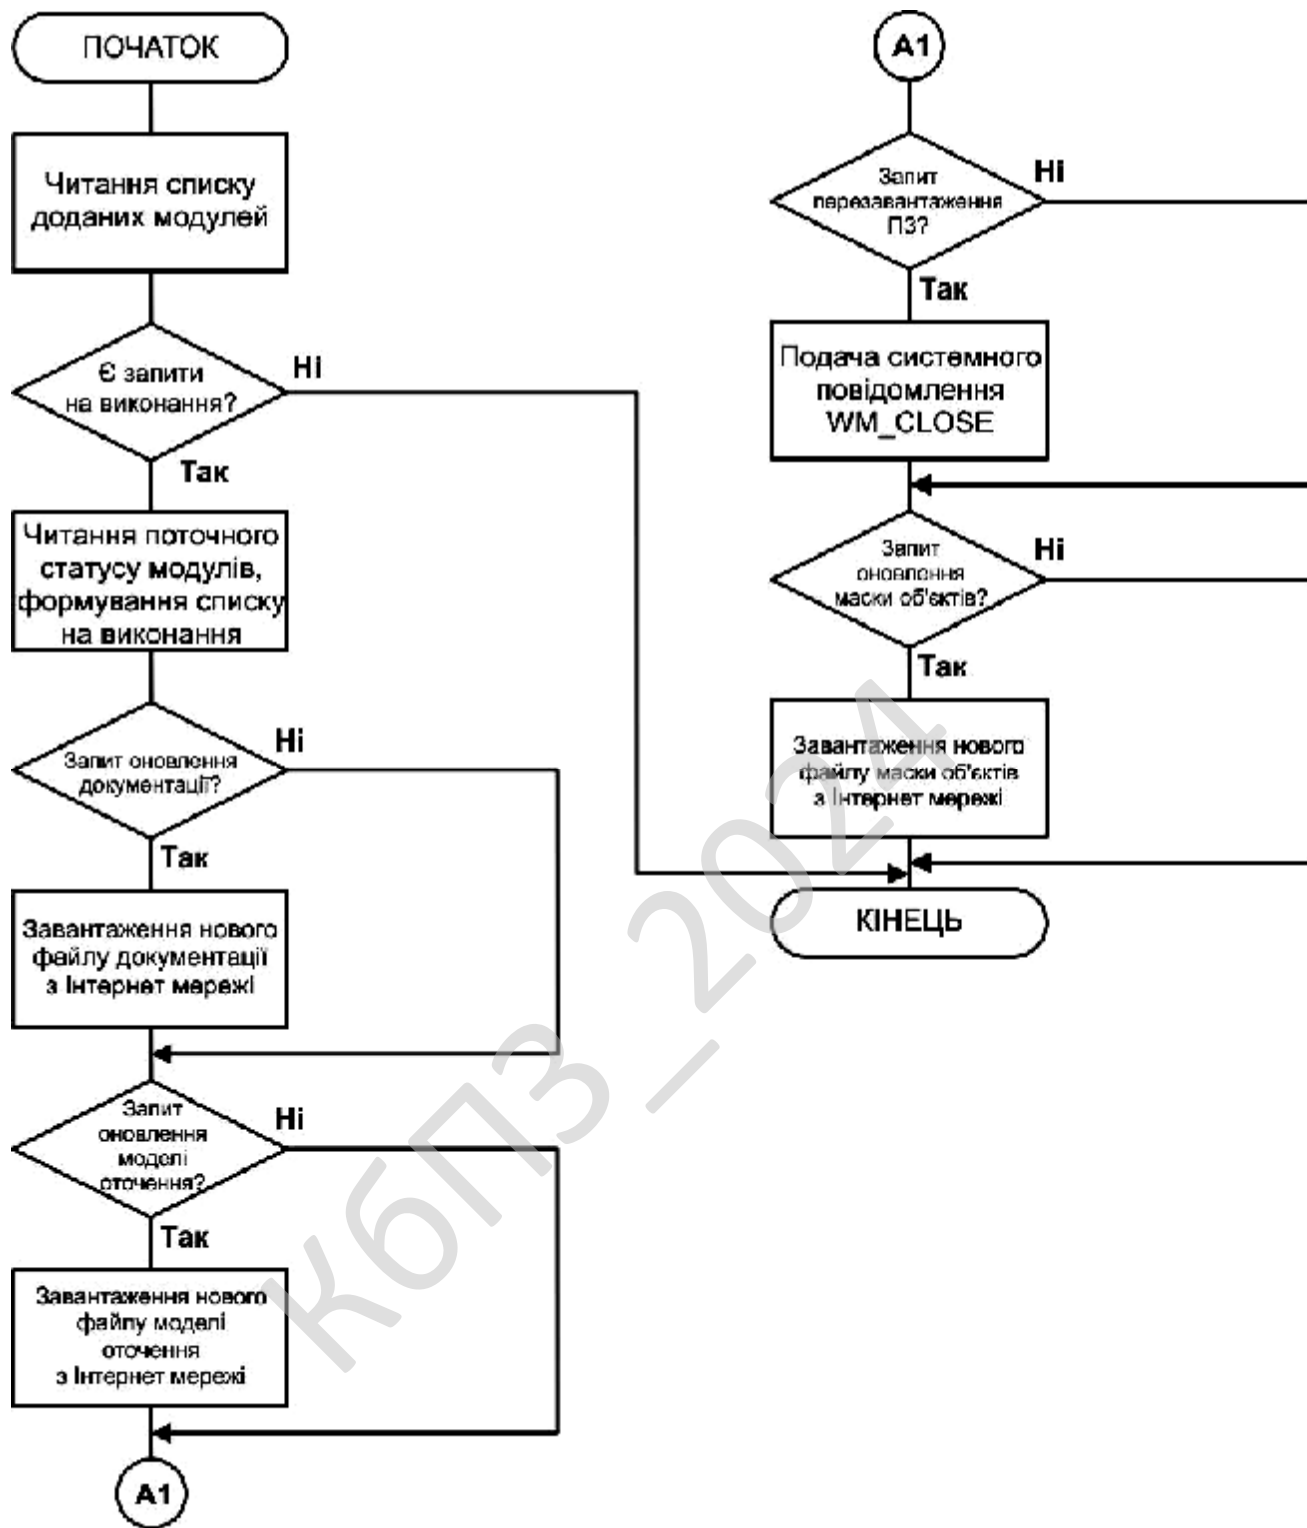 ПОЧАТОК
Читання списку
доданих модулей
Є запити
на виконання?
Ні
Так
Читання поточного
статусу модулів,
формування списку
на виконання
Запит оновлення
документації?
Ні
Так
Завантаження нового
файлу документації
з Інтернет мережі
Запит
оновлення
моделі
оточення?
Ні
Так
Завантаження нового
файлу моделі
оточення
з Інтернет мережі
А1
А1
Запит
перезавантаження
ПЗ?
Ні
Так
Подача системного
повідомлення
WM_CLOSE
Запит
оновлення
маски об'єктів?
Ні
Так
Завантаження нового
файлу маски об'єктів
з Інтернет мережі
КІНЕЦЬ
КбПЗ_2024